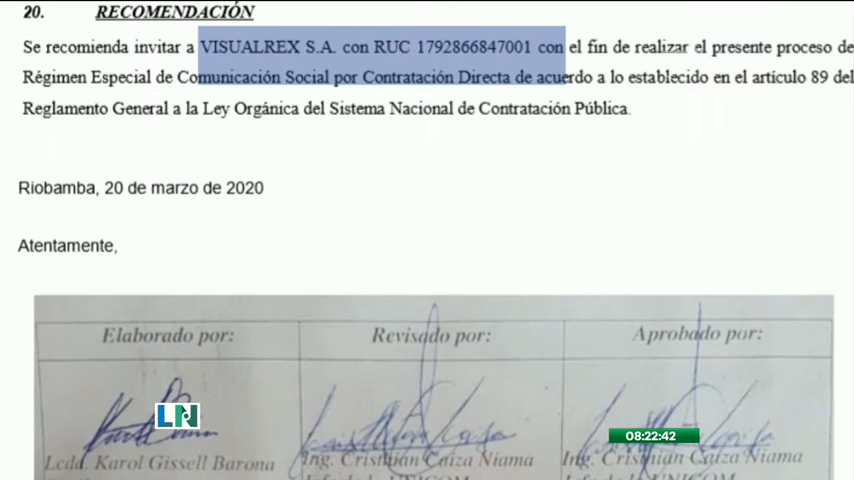 20. RECOMENDACIÓN
Se recomienda invitar a VISUALREX S.A. con RUC 1792866847001 con el fin de realizar el presente proceso de
Régimen Especial de Comunicación Social por Contratación Directa de acuerdo a lo establecido en el artículo 89 del
Reglamento General a la Ley Orgánica del Sistema Nacional de Contratación Pública.
Riobamba, 20 de marzo de 2020
Atentamente,
Elaborado por: Revisado por: Aprobado por:
LN
08:22:42
Lcda. Karol Gissell Barona Ing. Cristhian Caiza Niama Ing. Cristhian Caiza Niama